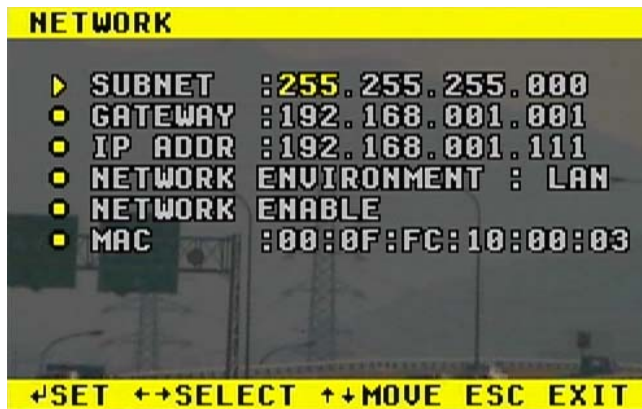 NETWORK
SUBNET :255.255.255.000
GATEWAY :192.168.001.001
IP ADDR :192.168.001.111
NETWORK ENVIRONMENT : LAN
NETWORK ENABLE
MAC :00:0F:FC:10:00:03
↵SET ←→SELECT ↑↓MOVE ESC EXIT